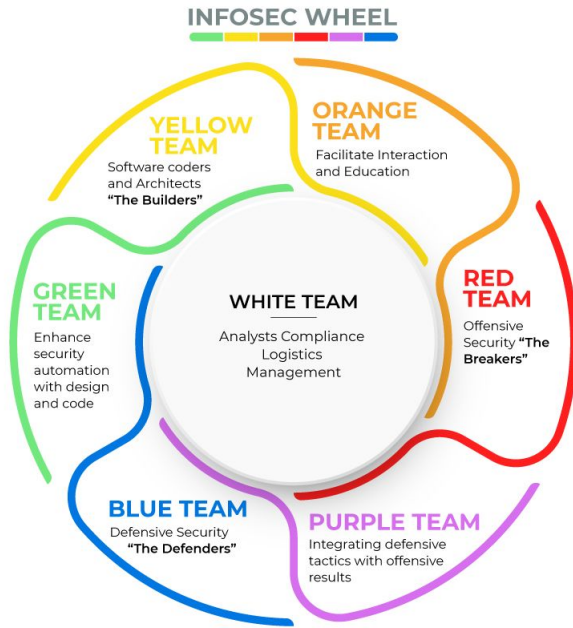 INFOSEC WHEEL
YELLOW
TEAM
Software coders
and Architects
“The Builders”
ORANGE
TEAM
Facilitate Interaction
and Education
GREEN
TEAM
Enhance
security
automation
with design
and code
WHITE TEAM
Analysts Compliance
Logistics
Management
RED
TEAM
Offensive
Security “The
Breakers”
BLUE TEAM
Defensive Security
“The Defenders”
PURPLE TEAM
Integrating defensive
tactics with offensive
results